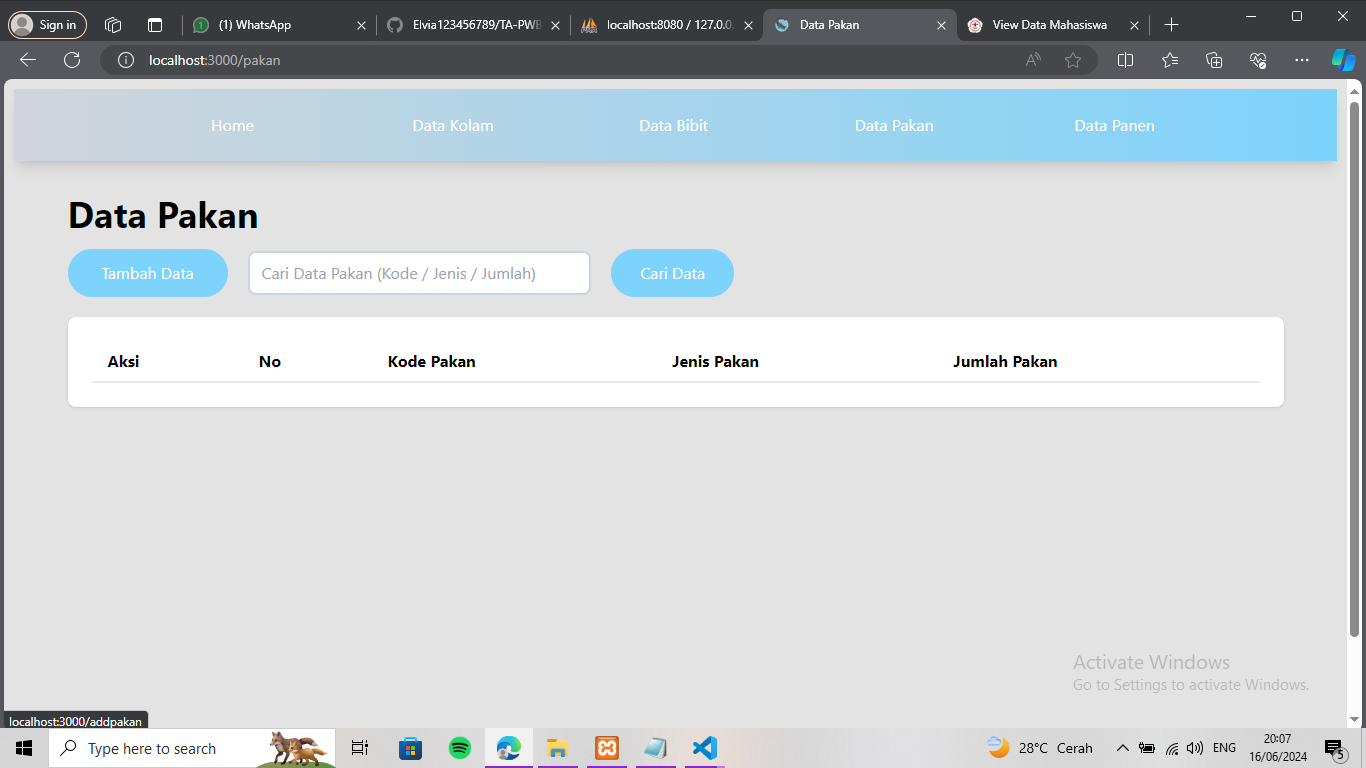 Sign in
(1) WhatsApp
Elvia123456789/TA-PWB
localhost:8080 / 127.0.0.
Data Pakan
View Data Mahasiswa
localhost:3000/pakan
Home Data Kolam Data Bibit Data Pakan Data Panen
Data Pakan
Tambah Data Cari Data Pakan (Kode / Jenis / Jumlah) Cari Data
Aksi No Kode Pakan Jenis Pakan Jumlah Pakan
Activate Windows
Go to Settings to activate Windows.
localhost:3000/addpakan
Type here to search
28°C Cerah
ENG
20:07
16/06/2024
5